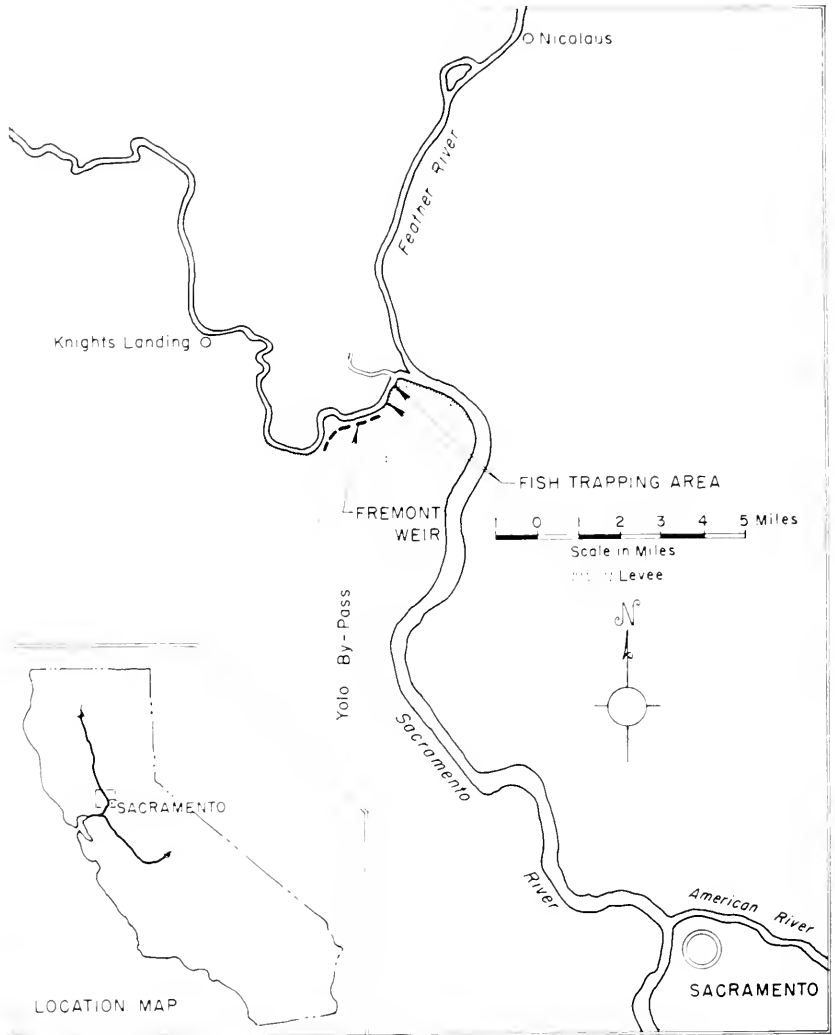 Nicolaus
Feather River
Knights Landing
FISH TRAPPING AREA
FREMONT
WEIR
1 0 1 2 3 4 5 Miles
Scale in Miles
Levee
N
Yolo By-Pass
Sacramento
River
American River
SACRAMENTO
SACRAMENTO
LOCATION MAP